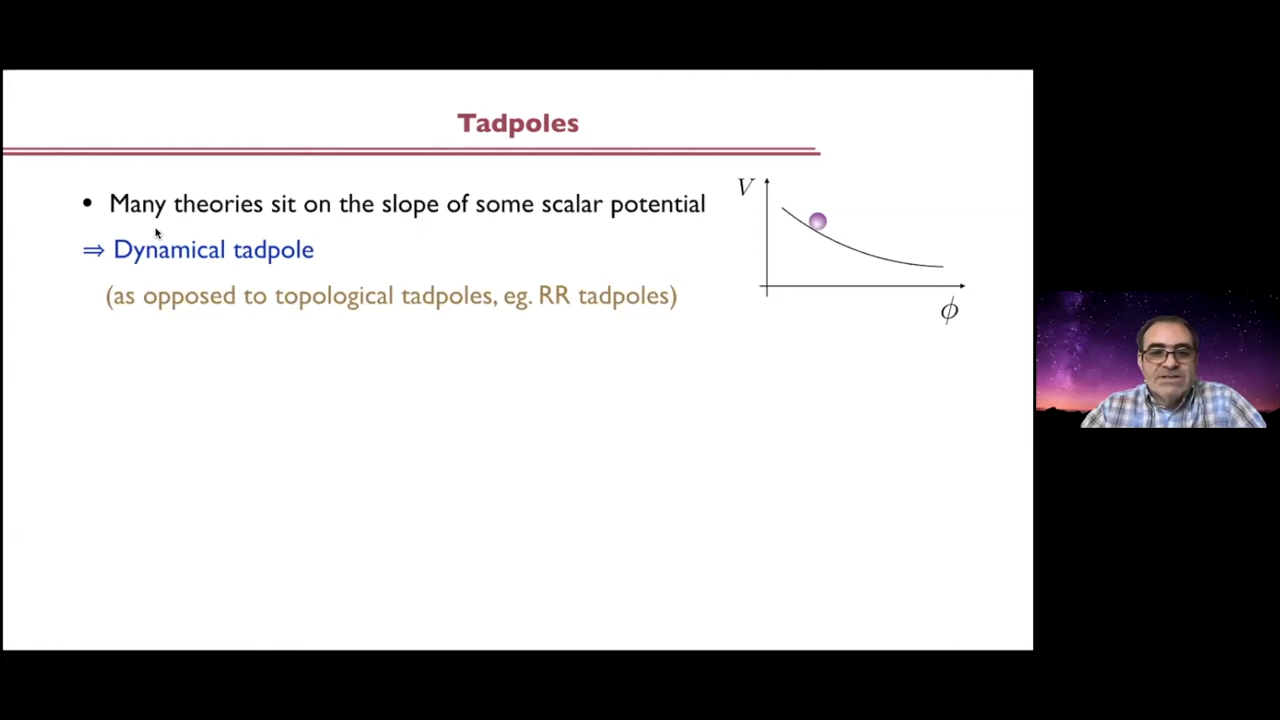 Tadpoles
• Many theories sit on the slope of some scalar potential
⇒ Dynamical tadpole
(as opposed to topological tadpoles, eg. RR tadpoles)
V
ϕ